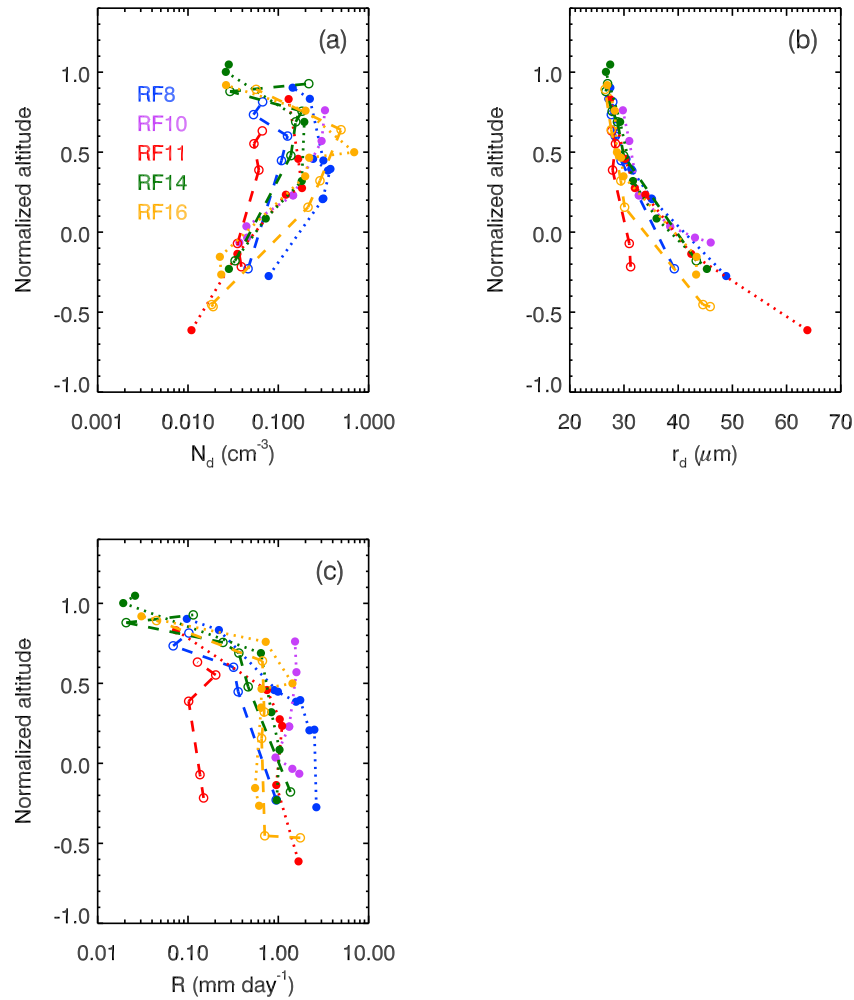 (a)
Normalized altitude
1.0
0.5
0.0
-0.5
-1.0
RF8
RF10
RF11
RF14
RF16
0.001 0.010 0.100 1.000
N_d (cm^-3)
(b)
Normalized altitude
1.0
0.5
0.0
-0.5
-1.0
20 30 40 50 60 70
r_d (μm)
(c)
Normalized altitude
1.0
0.5
0.0
-0.5
-1.0
0.01 0.10 1.00 10.00
R (mm day^-1)